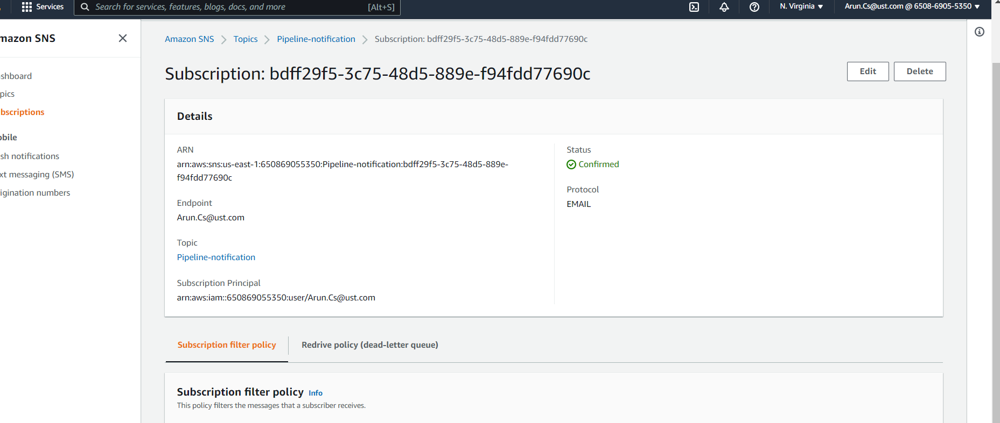 Services Search for services, features, blogs, docs, and more [Alt+S] N. Virginia Arun.Cs@ust.com @ 6508-6905-5350
mazon SNS
shboard
pics
bscriptions
obile
sh notifications
xt messaging (SMS)
igination numbers
Amazon SNS Topics Pipeline-notification Subscription: bdff29f5-3c75-48d5-889e-f94fdd77690c
Subscription: bdff29f5-3c75-48d5-889e-f94fdd77690c
Edit Delete
Details
ARN
arn:aws:sns:us-east-1:650869055350:Pipeline-notification:bdff29f5-3c75-48d5-889e-
f94fdd77690c
Endpoint
Arun.Cs@ust.com
Topic
Pipeline-notification
Subscription Principal
arn:aws:iam::650869055350:user/Arun.Cs@ust.com
Status
Confirmed
Protocol
EMAIL
Subscription filter policy Redrive policy (dead-letter queue)
Subscription filter policy Info
This policy filters the messages that a subscriber receives.